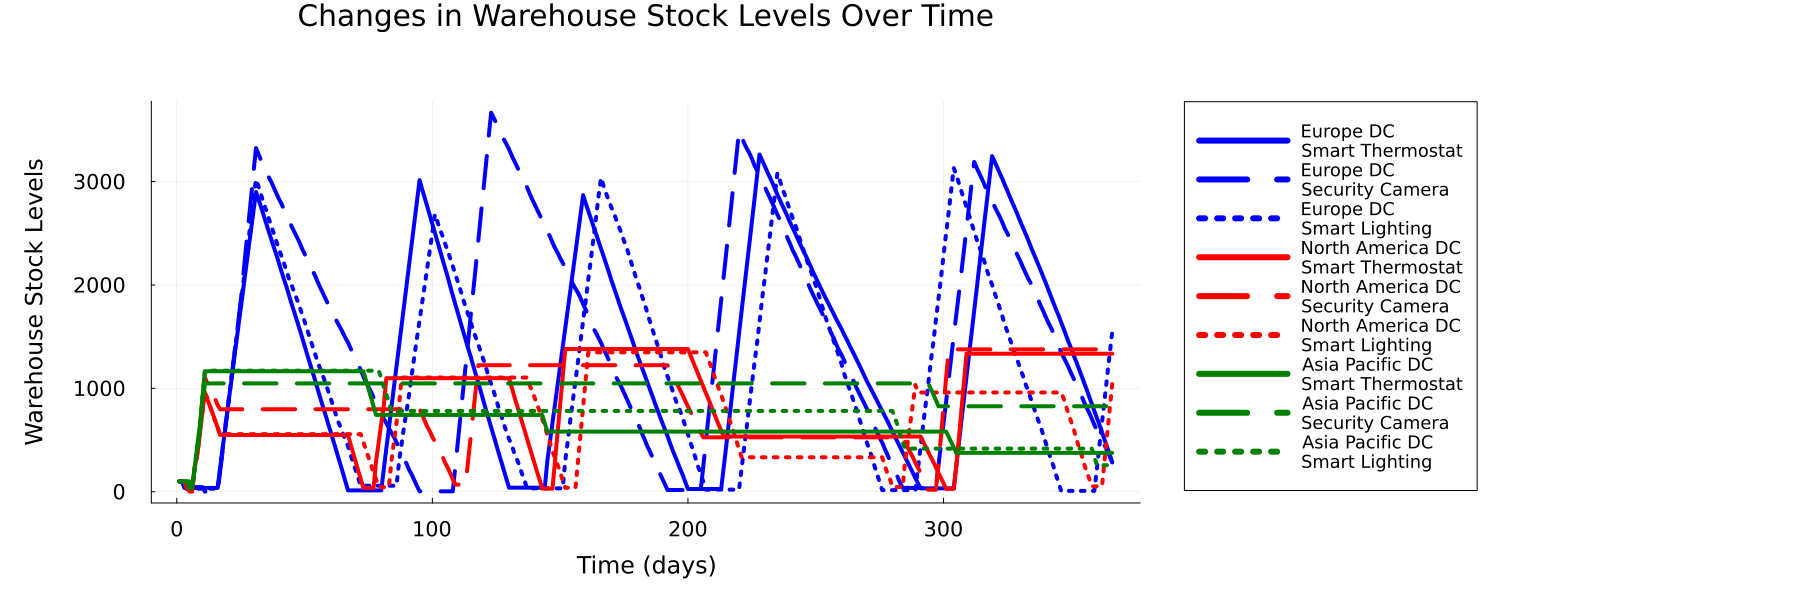 Changes in Warehouse Stock Levels Over Time
Warehouse Stock Levels
3000
2000
1000
0
0
100
200
300
Time (days)
Europe DC
Smart Thermostat
Europe DC
Security Camera
Europe DC
Smart Lighting
North America DC
Smart Thermostat
North America DC
Security Camera
North America DC
Smart Lighting
Asia Pacific DC
Smart Thermostat
Asia Pacific DC
Security Camera
Asia Pacific DC
Smart Lighting